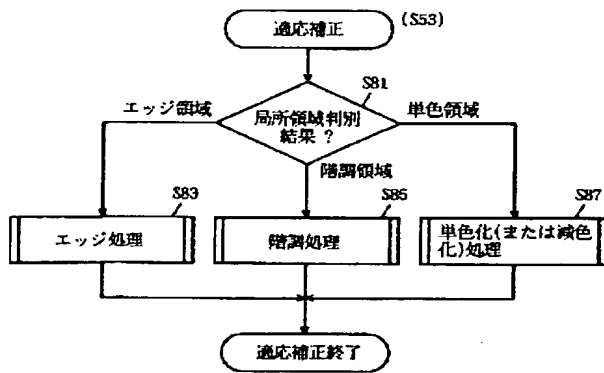 適応補正
(S53)
S81
局所領域判別
結果？
エッジ領域
単色領域
階調領域
S83
エッジ処理
S85
階調処理
S87
単色化(または減色
化)処理
適応補正終了